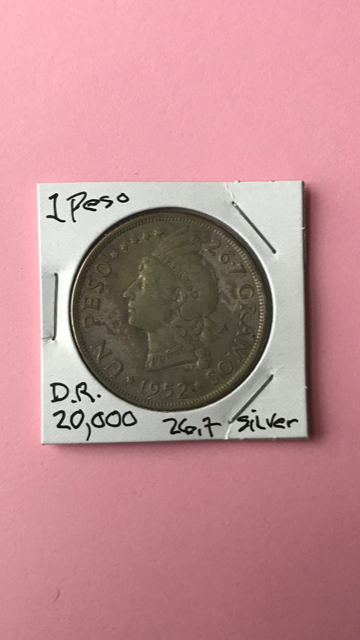 1 Peso
UN PESO
26.7 GRAMOS
1952
D.R.
20,000
26.7 silver